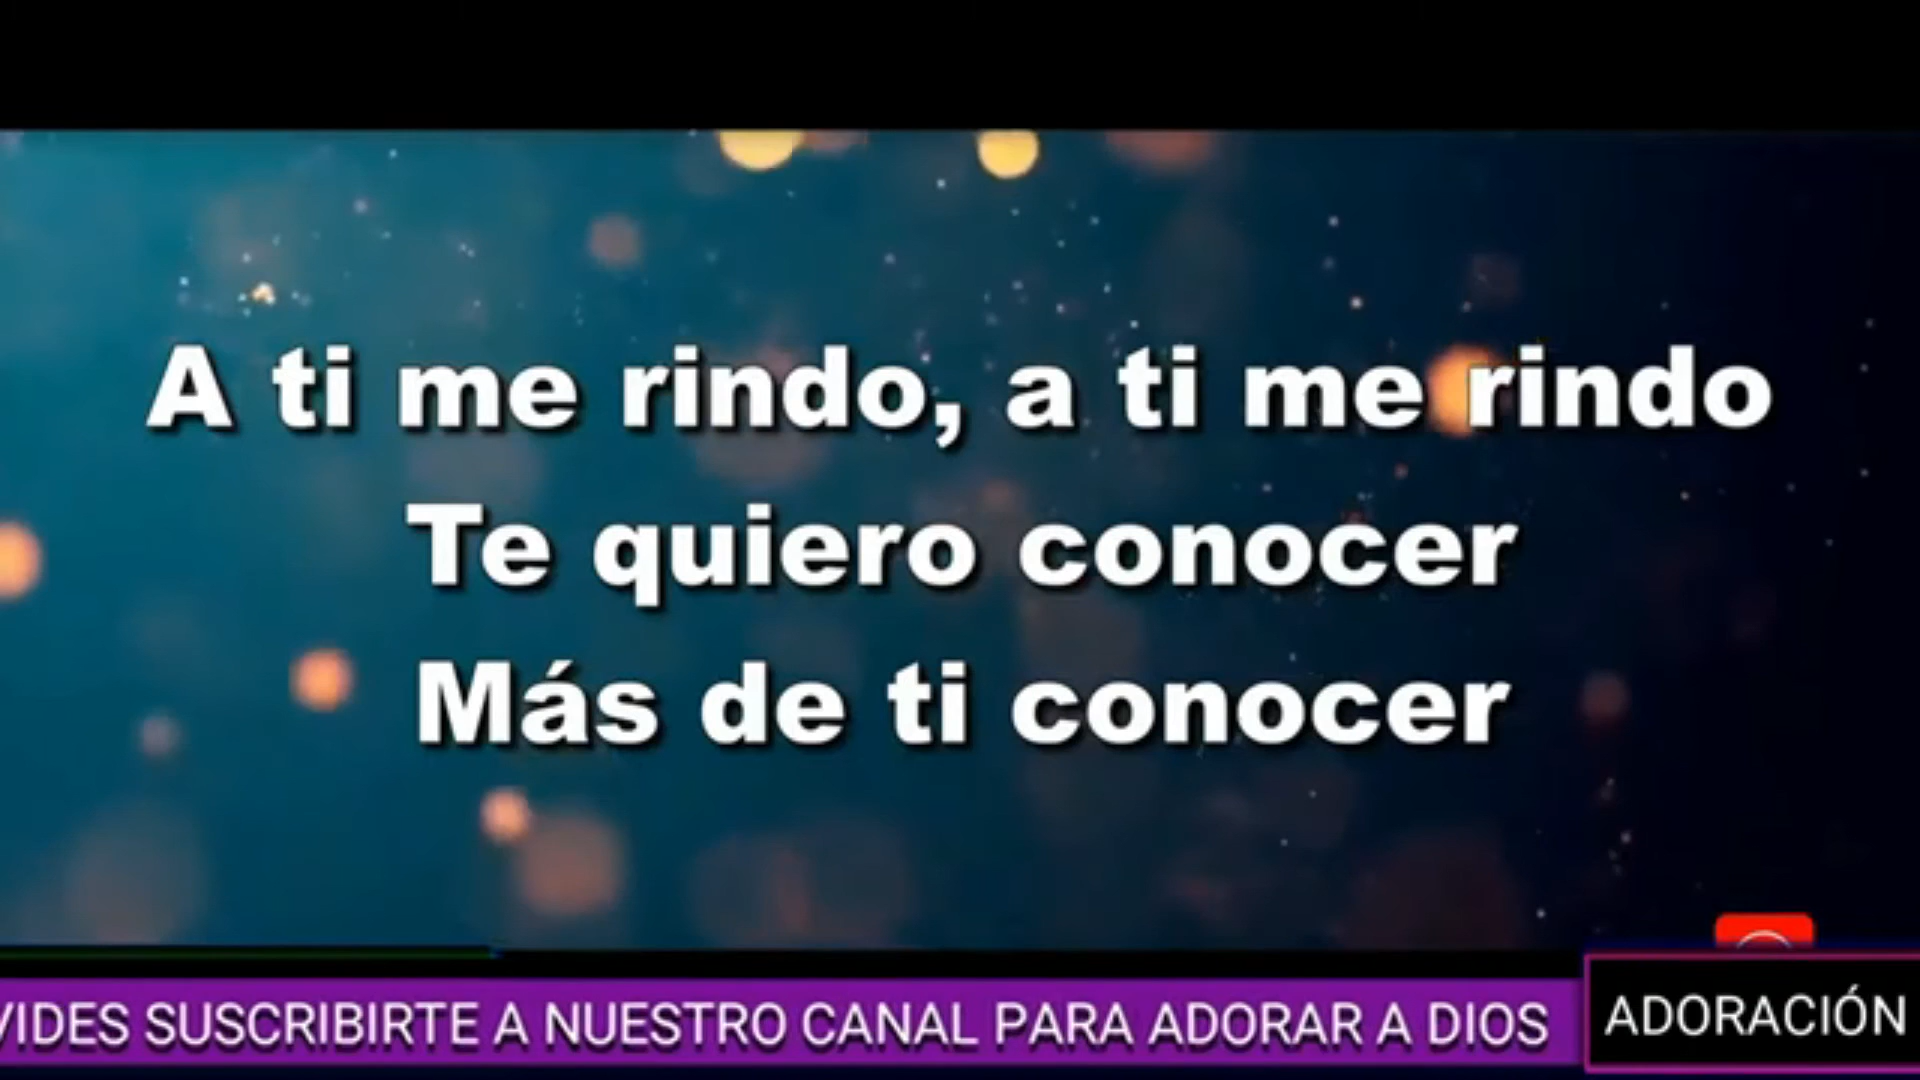 A ti me rindo, a ti me rindo
Te quiero conocer
Más de ti conocer
SUSCRIBIRTE A NUESTRO CANAL PARA ADORAR A DIOS
ADORACIÓN